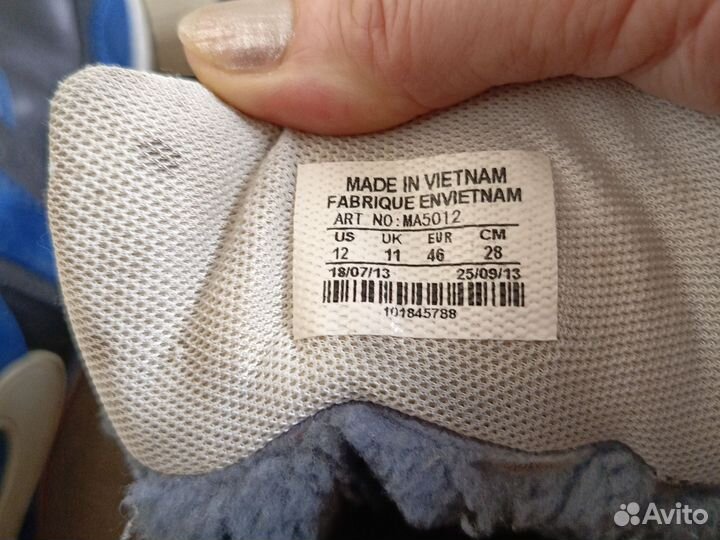 MADE IN VIETNAM
FABRIQUE ENVIETNAM
ART NO:MA5012
US UK EUR CM
12 11 46 28
18/07/13 25/09/13
101845788
Avito